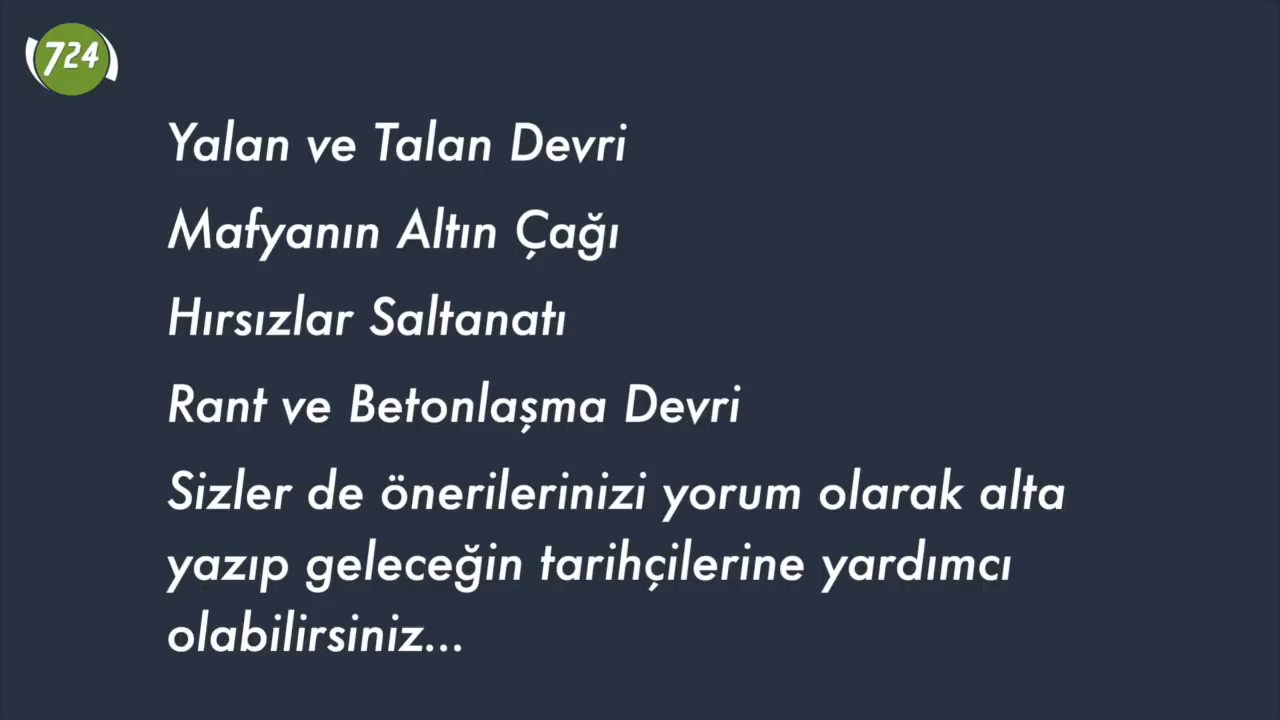 724
Yalan ve Talan Devri
Mafyanın Altın Çağı
Hırsızlar Saltanatı
Rant ve Betonlaşma Devri
Sizler de önerilerinizi yorum olarak alta
yazıp geleceğin tarihçilerine yardımcı
olabilirsiniz...